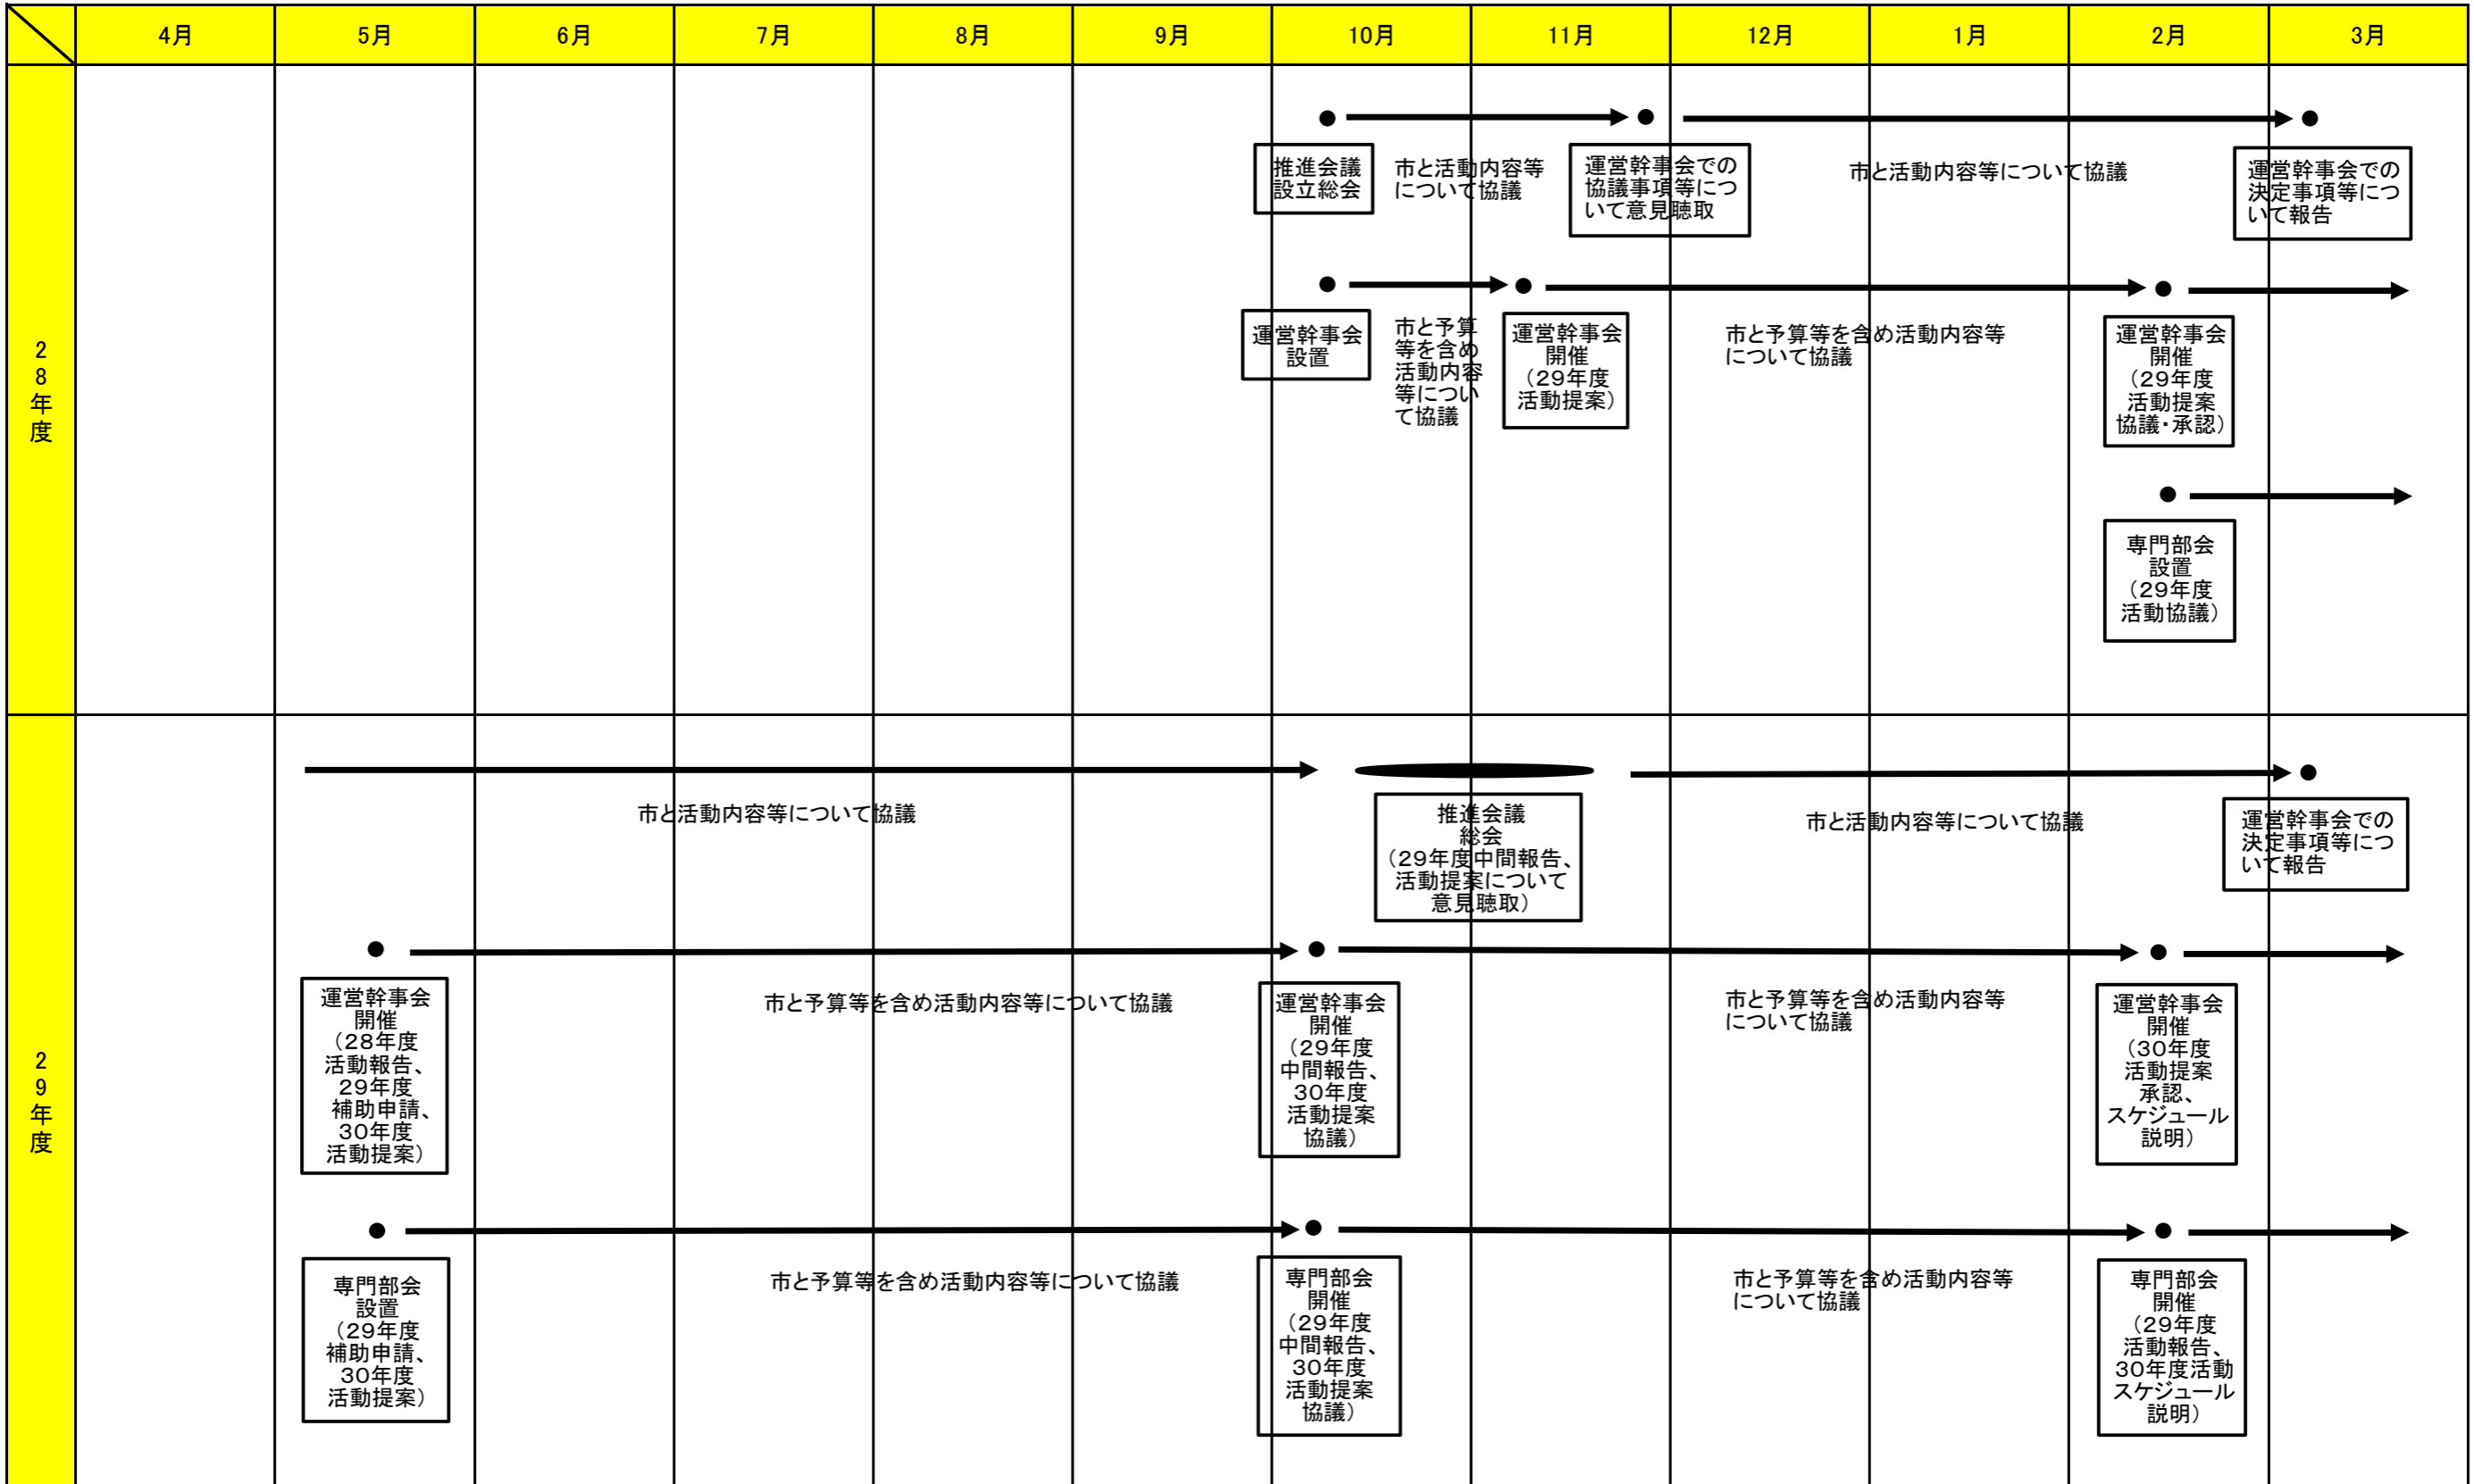 4月
5月
6月
7月
8月
9月
10月
11月
12月
1月
2月
3月
28年度
推進会議
設立総会
市と活動内容等
について協議
運営幹事会での
協議事項等につ
いて意見聴取
市と活動内容等について協議
運営幹事会での
決定事項等につ
いて報告
運営幹事会
設置
市と予算
等を含め
活動内容
等につい
て協議
運営幹事会
開催
（29年度
活動提案）
市と予算等を含め活動内容等
について協議
運営幹事会
開催
（29年度
活動提案
協議・承認）
専門部会
設置
（29年度
活動協議）
29年度
市と活動内容等について協議
推進会議
総会
（29年度中間報告、
活動提案について
意見聴取）
市と活動内容等について協議
運営幹事会での
決定事項等につ
いて報告
運営幹事会
開催
（28年度
活動報告、
29年度
補助申請、
30年度
活動提案）
市と予算等を含め活動内容等について協議
運営幹事会
開催
（29年度
中間報告、
30年度
活動提案
協議）
市と予算等を含め活動内容等
について協議
運営幹事会
開催
（30年度
活動提案
承認、
スケジュール
説明）
専門部会
設置
（29年度
補助申請、
30年度
活動提案）
市と予算等を含め活動内容等について協議
専門部会
開催
（29年度
中間報告、
30年度
活動提案
協議）
市と予算等を含め活動内容等
について協議
専門部会
開催
（29年度
活動報告、
30年度活動
スケジュール
説明）